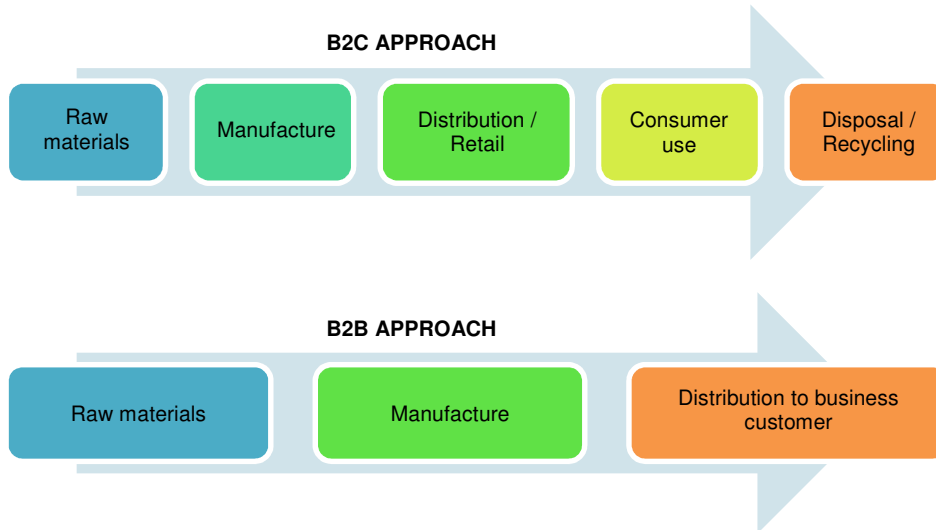 B2C APPROACH
Raw
materials
Manufacture
Distribution /
Retail
Consumer
use
Disposal /
Recycling
B2B APPROACH
Raw materials
Manufacture
Distribution to business
customer